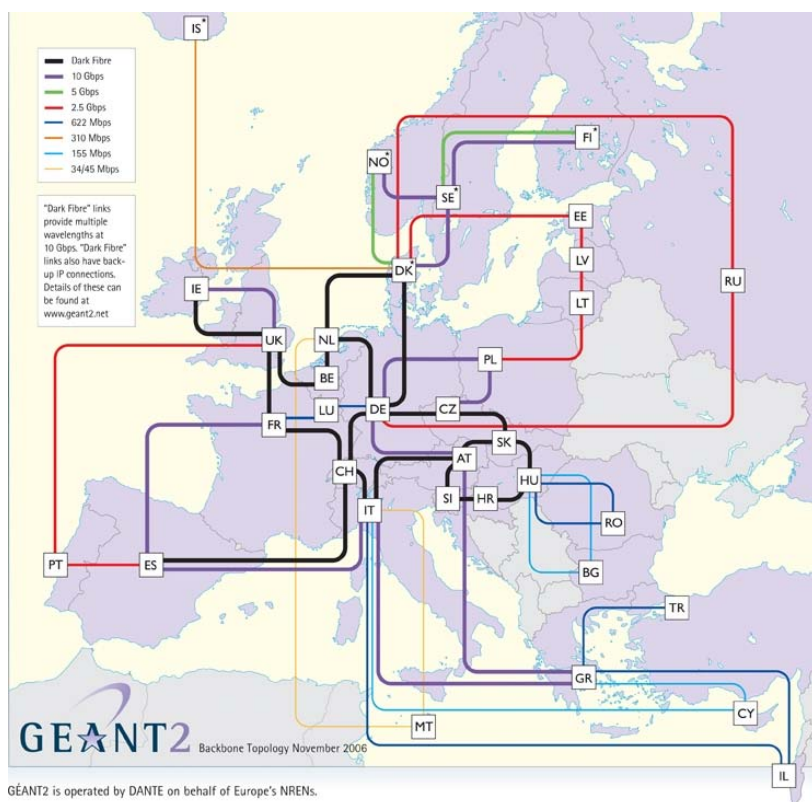 IS*
Dark Fibre
10 Gbps
5 Gbps
2.5 Gbps
622 Mbps
310 Mbps
155 Mbps
34/45 Mbps
"Dark Fibre" links
provide multiple
wavelengths at
10 Gbps. "Dark Fibre"
links also have back-
up IP connections.
Details of these can
be found at
www.geant2.net
FI*
NO*
SE*
EE
LV
DK*
RU
IE
LT
UK
NL
PL
BE
LU
DE
CZ
FR
SK
AT
CH
HU
SI
HR
IT
RO
PT
ES
BG
TR
GR
CY
MT
GEANT2 Backbone Topology November 2006
IL
GÉANT2 is operated by DANTE on behalf of Europe's NRENs.